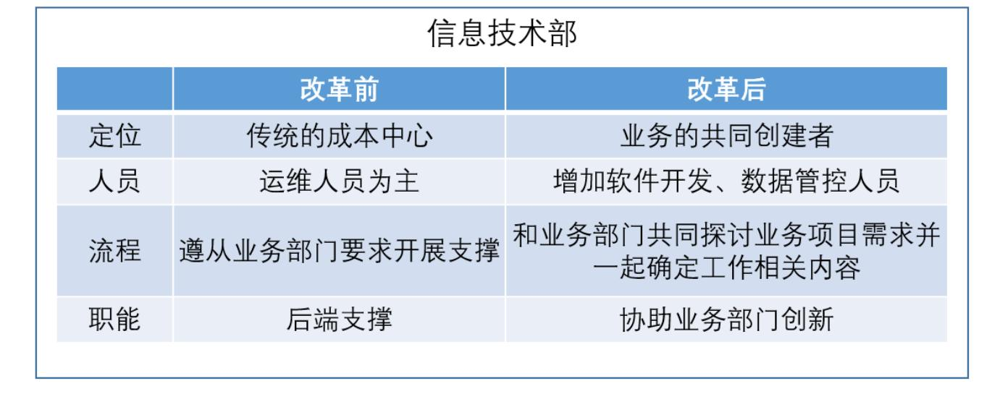 信息技术部
改革前 改革后
定位 传统的成本中心 业务的共同创建者
人员 运维人员为主 增加软件开发、数据管控人员
流程 遵从业务部门要求开展支撑 和业务部门共同探讨业务项目需求并
一起确定工作相关内容
职能 后端支撑 协助业务部门创新